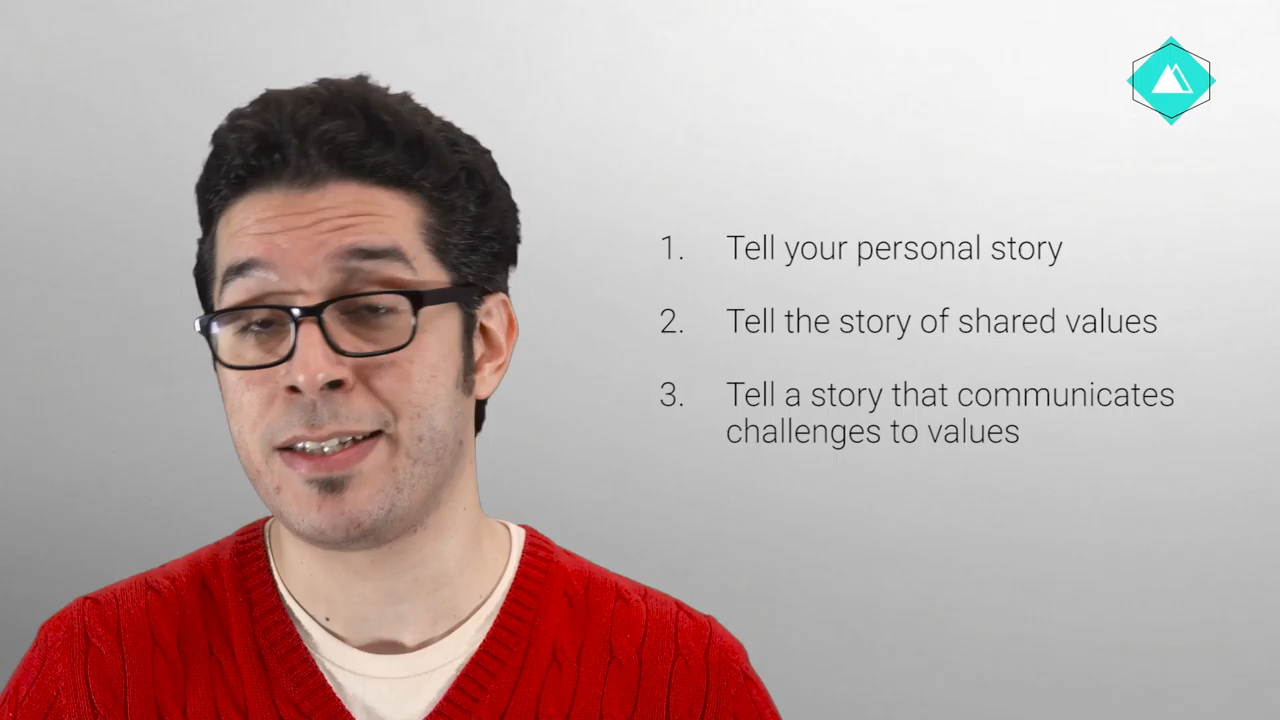 1. Tell your personal story
2. Tell the story of shared values
3. Tell a story that communicates
challenges to values